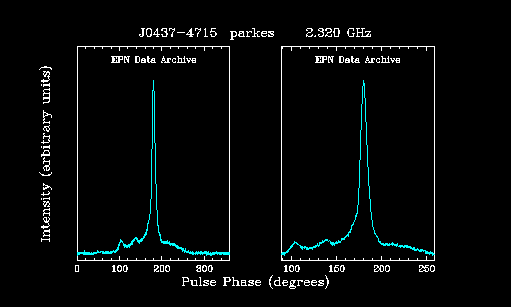 J0437-4715 parkes 2.320 GHz
EPN Data Archive
EPN Data Archive
Intensity (arbitrary units)
0 100 200 300
100 150 200 250
Pulse Phase (degrees)